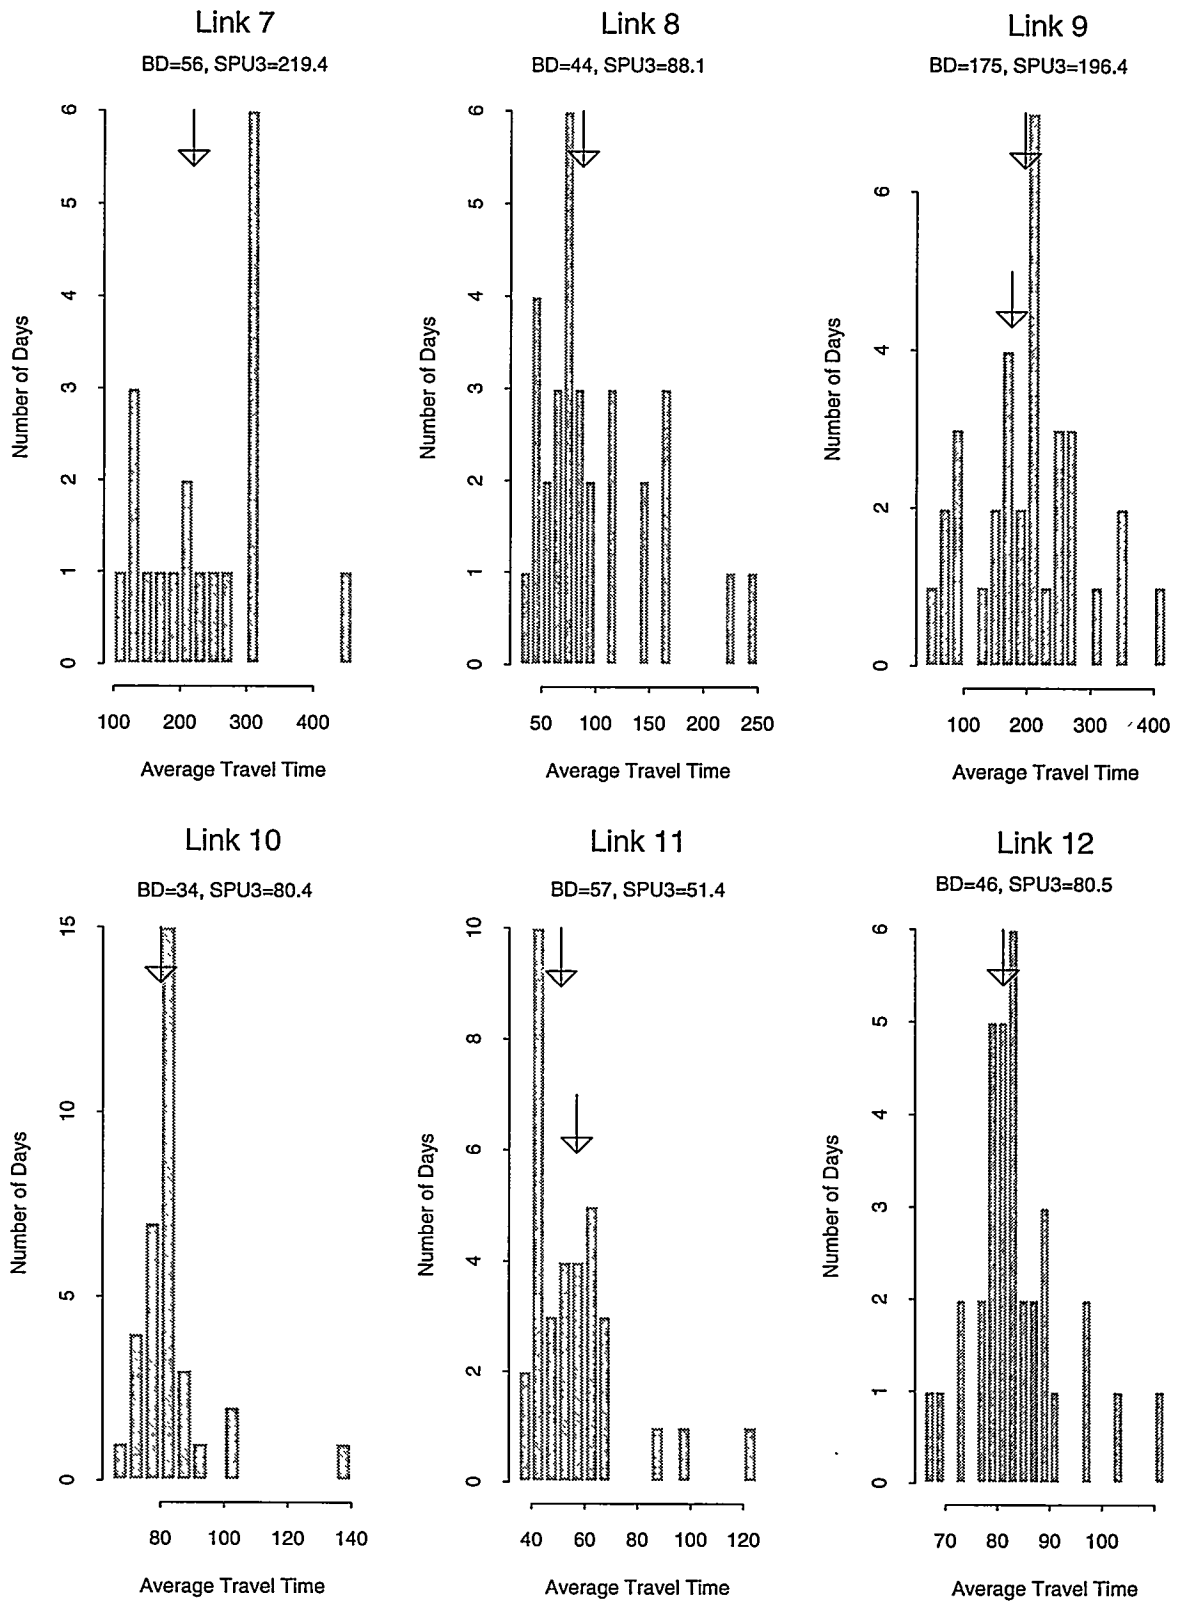 Link 7
BD=56, SPU3=219.4
Number of Days
0 1 2 3 4 5 6
100 200 300 400
Average Travel Time
Link 8
BD=44, SPU3=88.1
Number of Days
0 1 2 3 4 5 6
50 100 150 200 250
Average Travel Time
Link 9
BD=175, SPU3=196.4
Number of Days
0 2 4 6
100 200 300 400
Average Travel Time
Link 10
BD=34, SPU3=80.4
Number of Days
0 5 10 15
80 100 120 140
Average Travel Time
Link 11
BD=57, SPU3=51.4
Number of Days
0 2 4 6 8 10
40 60 80 100 120
Average Travel Time
Link 12
BD=46, SPU3=80.5
Number of Days
0 1 2 3 4 5 6
70 80 90 100
Average Travel Time